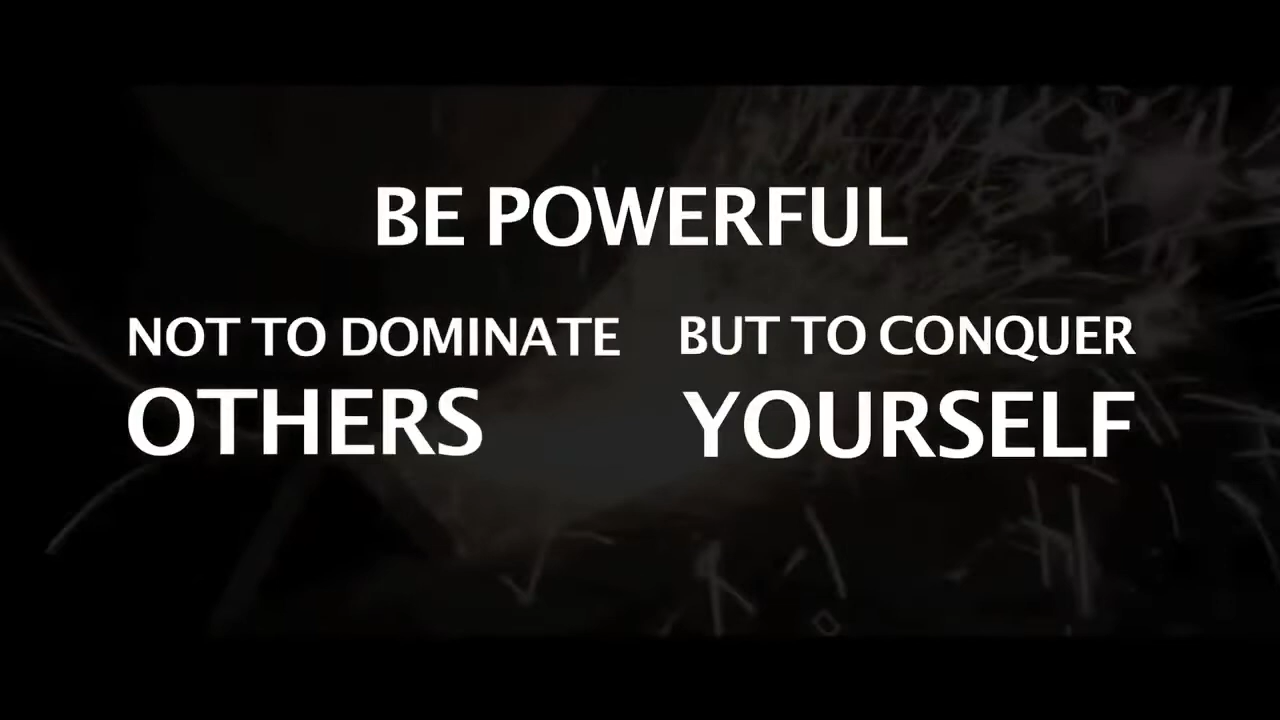 BE POWERFUL
NOT TO DOMINATE
OTHERS
BUT TO CONQUER
YOURSELF